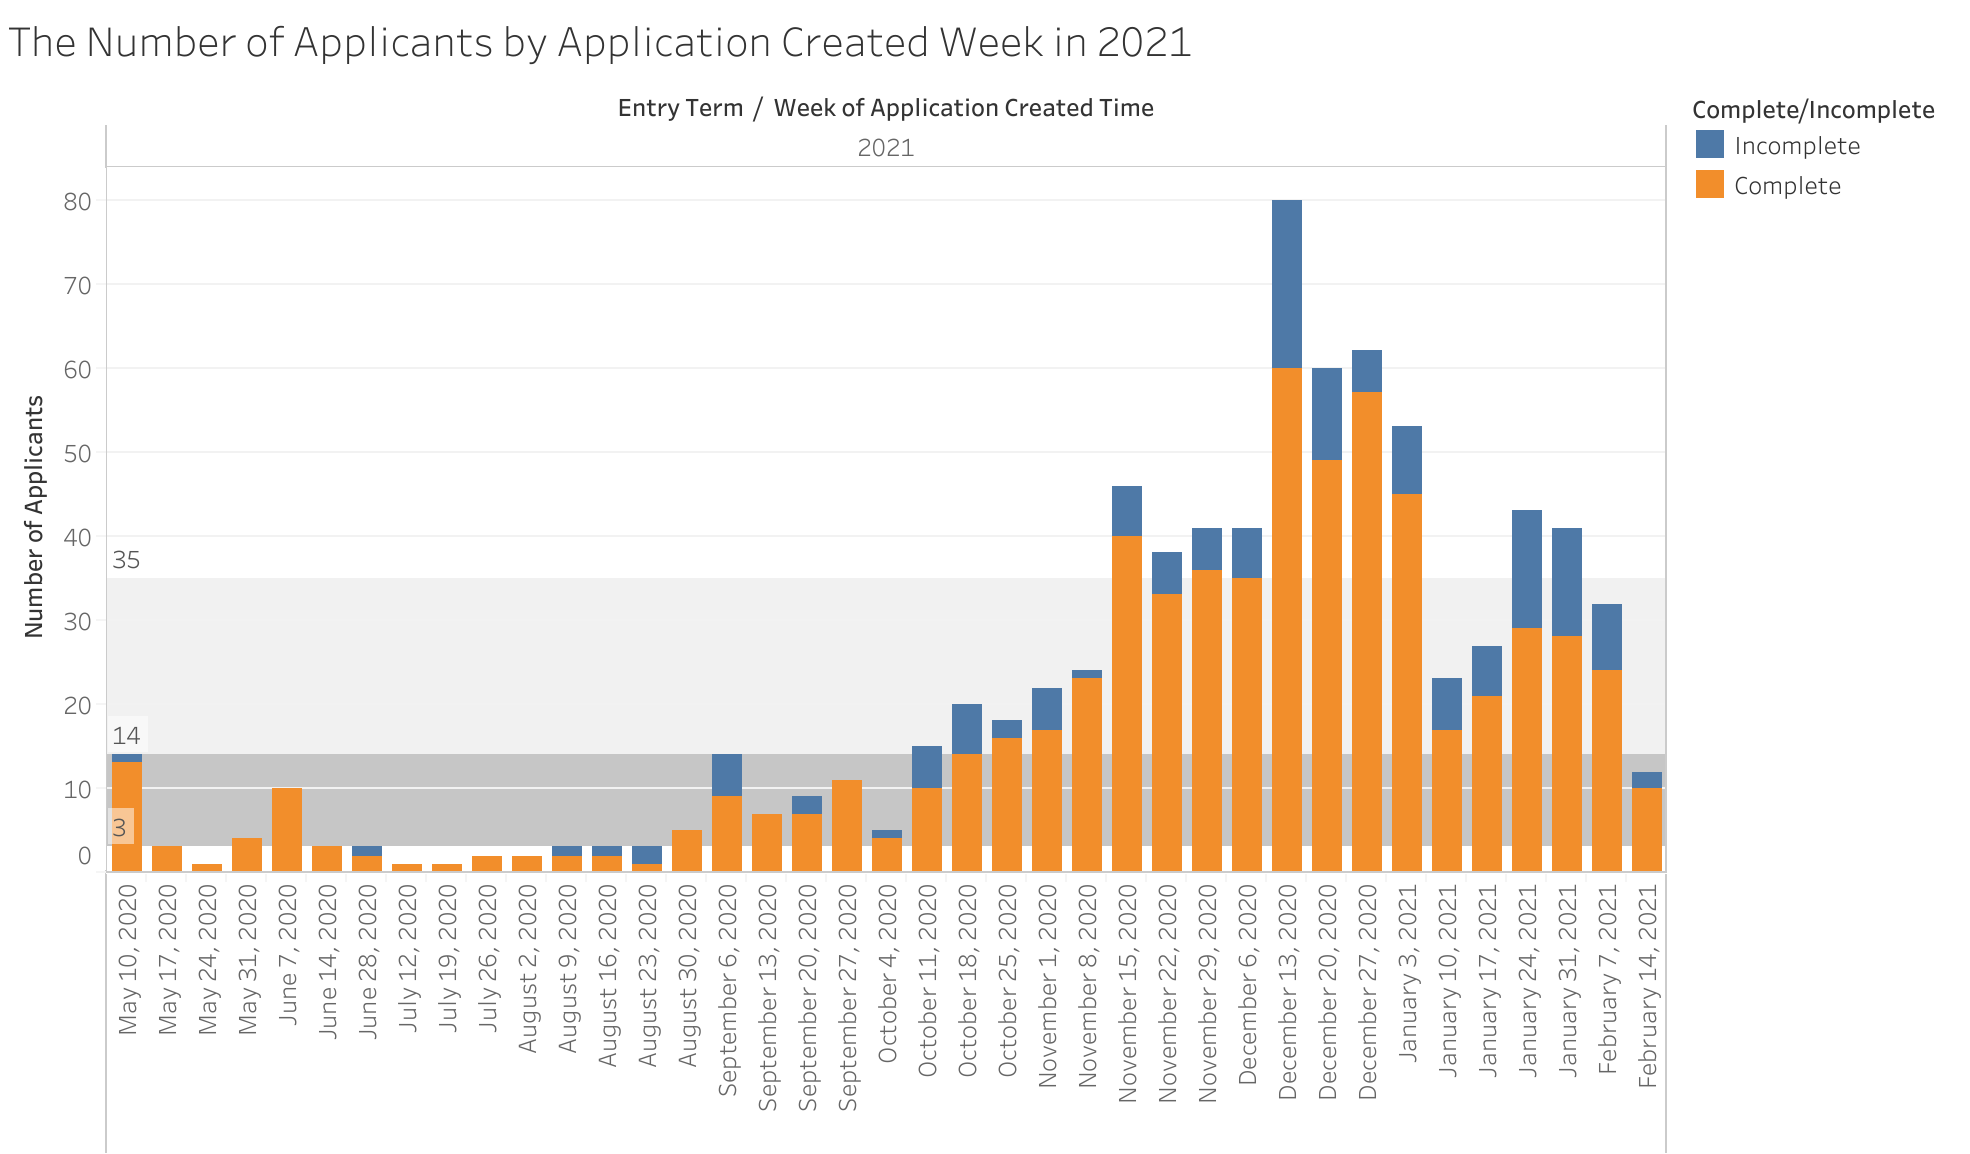 The Number of Applicants by Application Created Week in 2021
Entry Term / Week of Application Created Time
2021
Complete/Incomplete
Incomplete
Complete
Number of Applicants
80
70
60
50
40
30
20
10
0
35
14
3
May 10, 2020
May 17, 2020
May 24, 2020
May 31, 2020
June 7, 2020
June 14, 2020
June 28, 2020
July 12, 2020
July 19, 2020
July 26, 2020
August 2, 2020
August 9, 2020
August 16, 2020
August 23, 2020
August 30, 2020
September 6, 2020
September 13, 2020
September 20, 2020
September 27, 2020
October 4, 2020
October 11, 2020
October 18, 2020
October 25, 2020
November 1, 2020
November 8, 2020
November 15, 2020
November 22, 2020
November 29, 2020
December 6, 2020
December 13, 2020
December 20, 2020
December 27, 2020
January 3, 2021
January 10, 2021
January 17, 2021
January 24, 2021
January 31, 2021
February 7, 2021
February 14, 2021